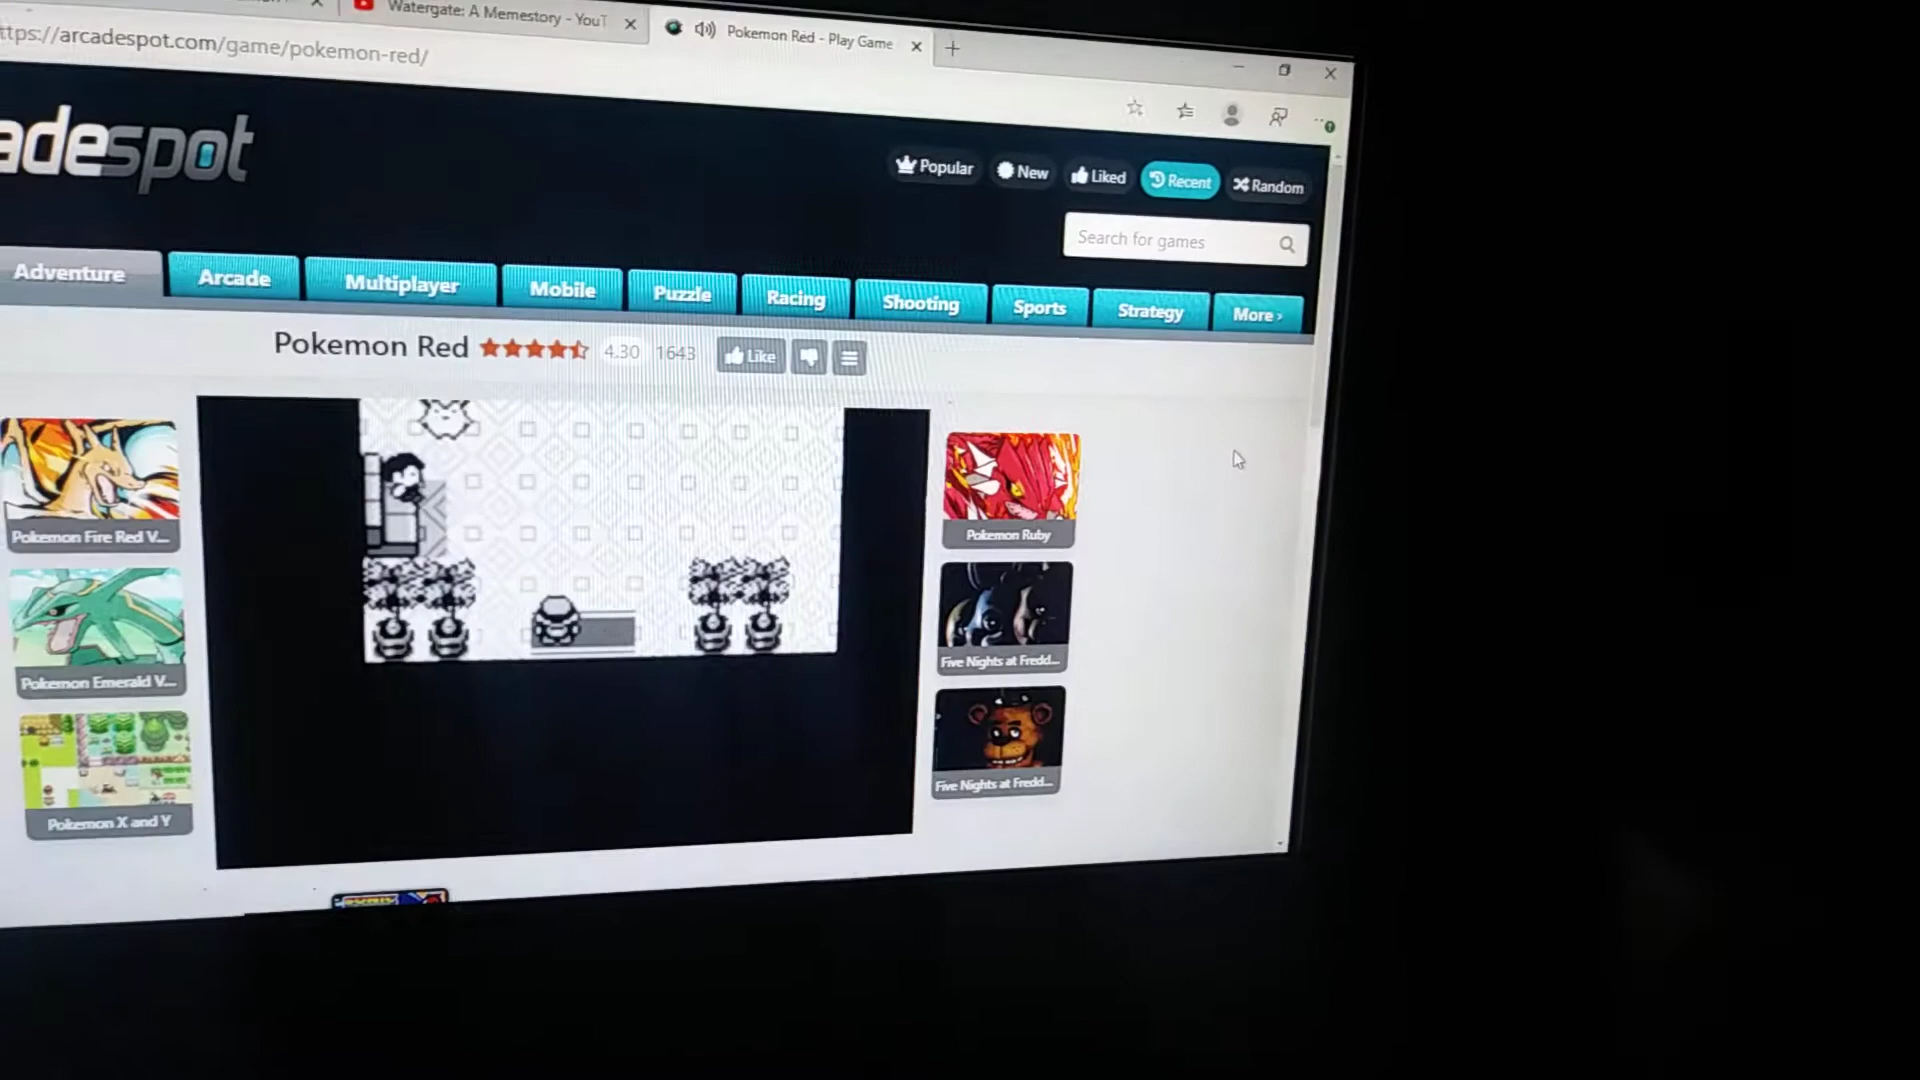 Watergate: A Memestory - YouT
Pokemon Red - Play Game
ttps://arcadespot.com/game/pokemon-red/
adespot
Popular
New
Liked
Recent
Random
Search for games
Adventure
Arcade
Multiplayer
Mobile
Puzzle
Racing
Shooting
Sports
Strategy
More ›
Pokemon Red
4.30
1643
Like
Pokemon Fire Red V...
Pokemon Emerald V...
Pokemon X and Y
Pokemon Ruby
Five Nights at Fredd...
Five Nights at Fredd...